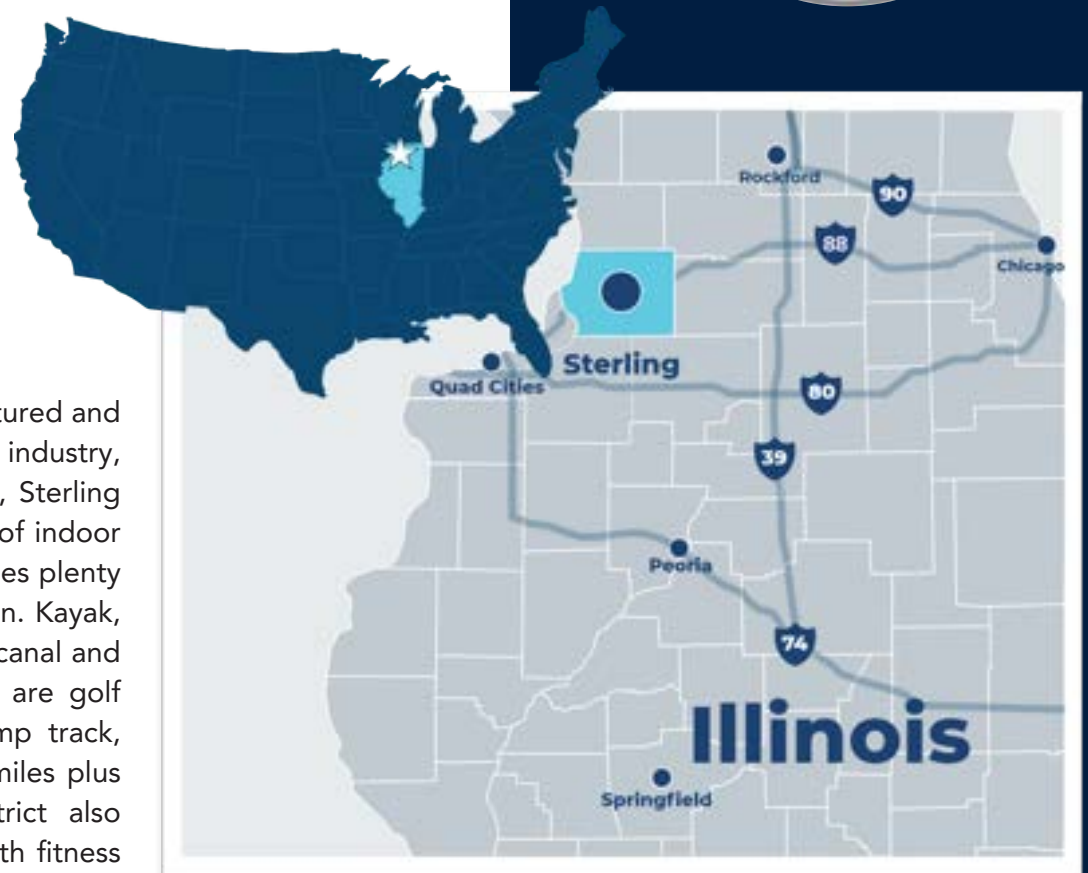 tured and
industry,
, Sterling
of indoor
es plenty
n. Kayak,
canal and
are golf
mp track,
miles plus
trict also
th fitness
Rockford
90
88
Chicago
Sterling
Quad Cities
80
39
Peoria
74
Illinois
Springfield